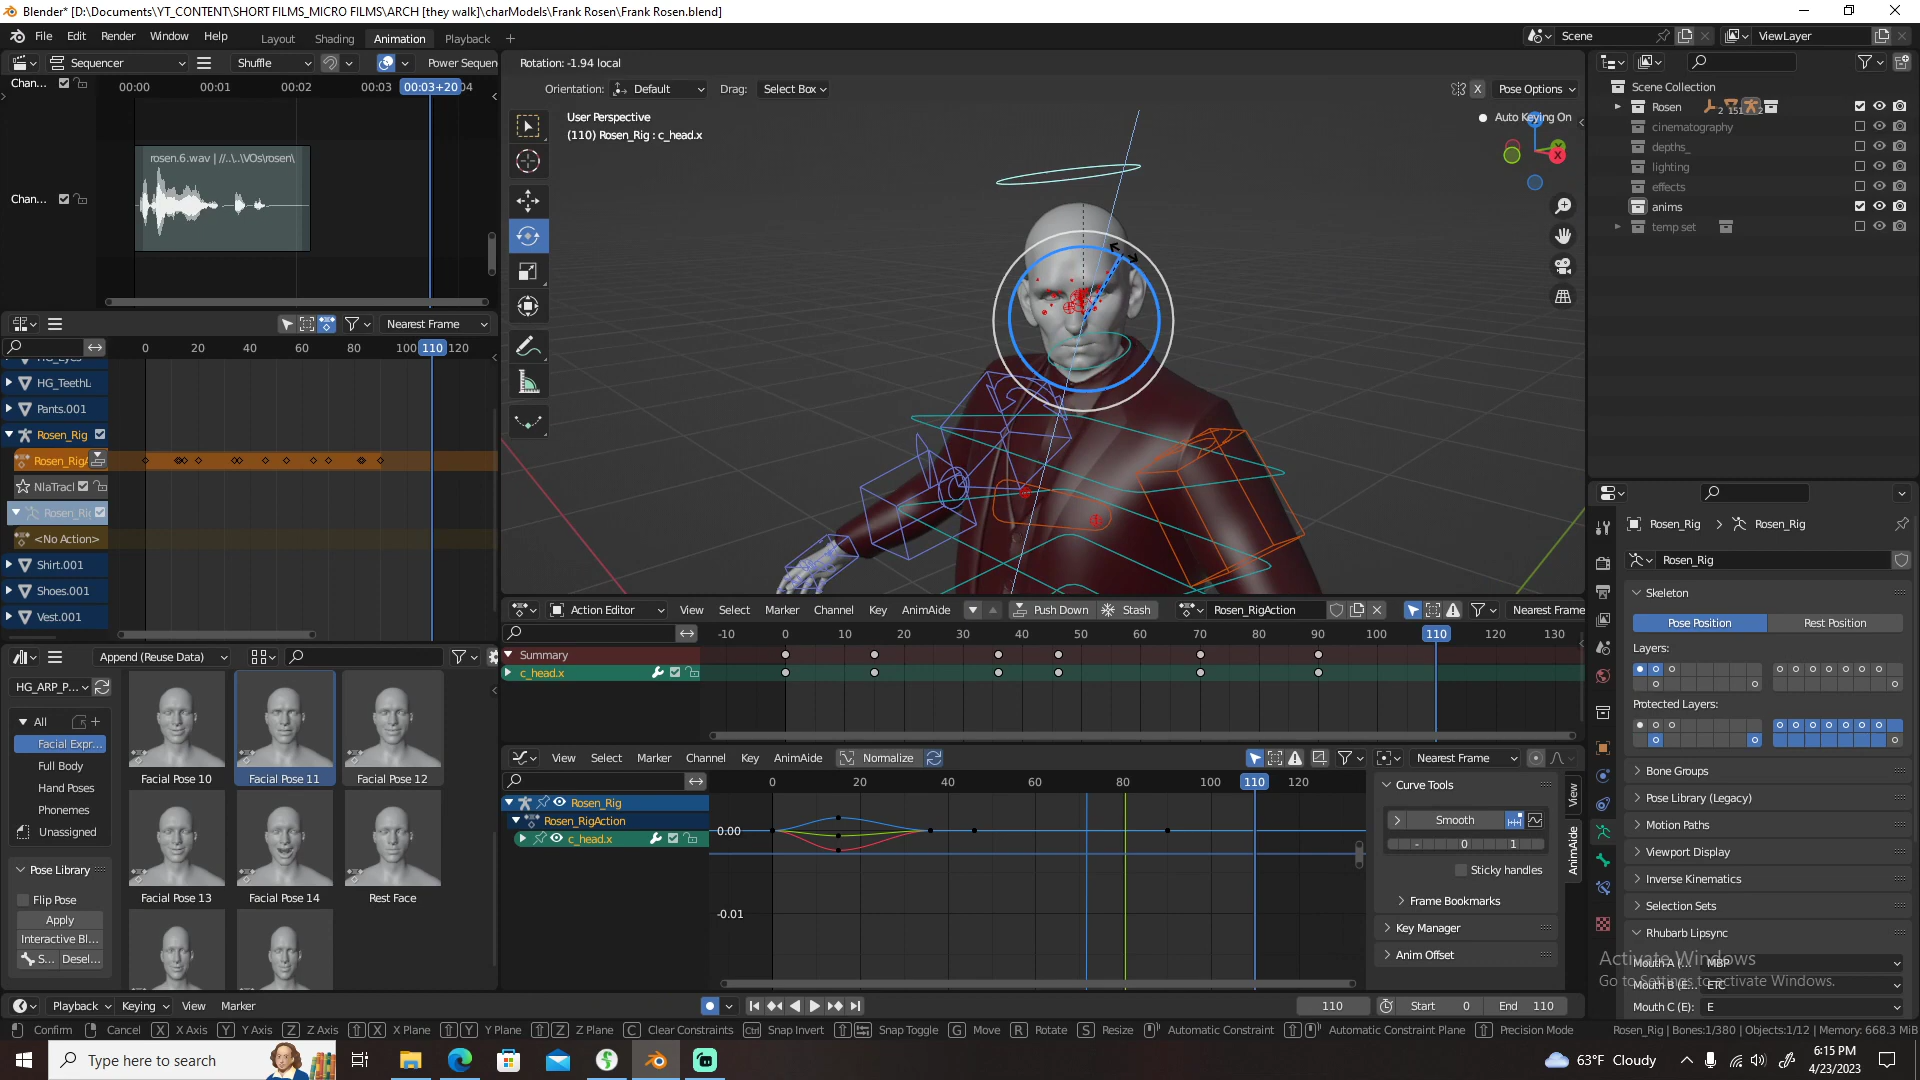 Blender* [D:\Documents\YT_CONTENT\SHORT FILMS_MICRO FILMS\ARCH [they walk]\charModels\Frank Rosen\Frank Rosen.blend]
File Edit Render Window Help Layout Shading Animation Playback + Scene ViewLayer
Sequencer Shuffle Power Sequen
Rotation: -1.94 local
Chan... 00:00 00:01 00:02 00:03 00:03+20 04
Orientation: Default Drag: Select Box X Pose Options
Scene Collection
User Perspective Auto Keying On
(110) Rosen_Rig : c_head.x
Rosen
cinematography
depths_
lighting
effects
anims
temp set
rosen.6.wav | //..\..\VOs\rosen\
Chan...
X
Nearest Frame
0 20 40 60 80 100 110 120
HG_TeethL
Pants.001
Rosen_Rig
Rosen_RigA
NlaTracl
Rosen_Ric
<No Action>
Shirt.001
Shoes.001
Vest.001
Rosen_Rig > Rosen_Rig
Rosen_Rig
Skeleton
Pose Position Rest Position
Layers:
Protected Layers:
Bone Groups
Pose Library (Legacy)
Motion Paths
Viewport Display
Inverse Kinematics
Selection Sets
Rhubarb Lipsync
Mouth A (... MBP
Mouth B (E... ETC
Mouth C (E): E
Activate Windows
Go to Settings to activate Windows.
Action Editor View Select Marker Channel Key AnimAide Push Down Stash Rosen_RigAction Nearest Frame
-10 0 10 20 30 40 50 60 70 80 90 100 110 120 130
Summary
c_head.x
Append (Reuse Data)
HG_ARP_P...
All
Facial Expr...
Full Body
Hand Poses
Phonemes
Unassigned
Facial Pose 10 Facial Pose 11 Facial Pose 12
Facial Pose 13 Facial Pose 14 Rest Face
Pose Library
Flip Pose
Apply
Interactive Bl...
S... Desel...
View Select Marker Channel Key AnimAide Normalize Nearest Frame
0 20 40 60 80 100 110 120
Rosen_Rig
Rosen_RigAction
c_head.x
0.00
-0.01
Curve Tools
Smooth
- 0 1
Sticky handles
Frame Bookmarks
Key Manager
Anim Offset
View
AnimAide
Playback Keying View Marker 110 Start 0 End 110
Confirm Cancel X X Axis Y Y Axis Z Z Axis X X Plane Y Y Plane Z Z Plane C Clear Constraints Ctrl Snap Invert Snap Toggle G Move R Rotate S Resize Automatic Constraint Automatic Constraint Plane Precision Mode Rosen_Rig | Bones:1/380 | Objects:1/12 | Memory: 668.3 MiB
Type here to search 63°F Cloudy 6:15 PM
4/23/2023